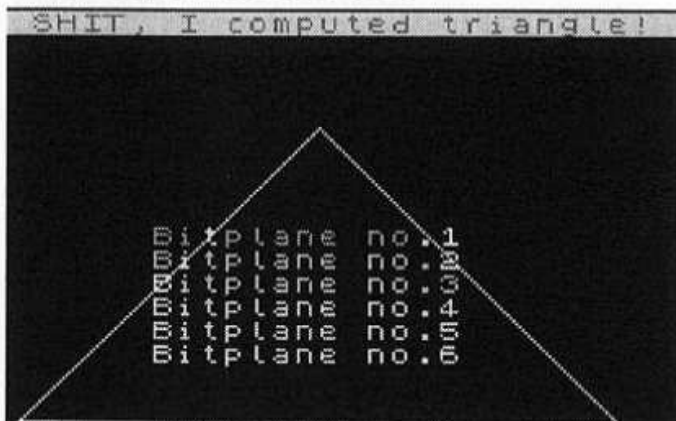 SHIT, I computed triangle!
Bitplane no.1
Bitplane no.2
Bitplane no.3
Bitplane no.4
Bitplane no.5
Bitplane no.6